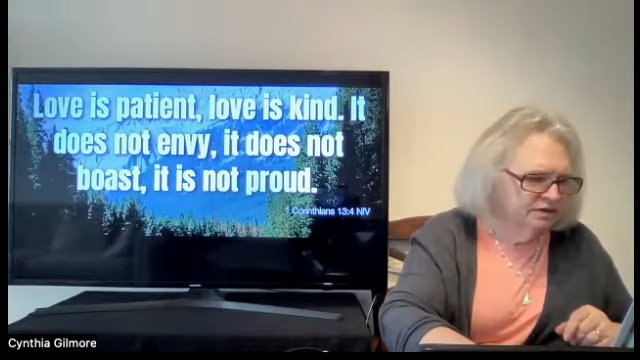 Love is patient, love is kind. It
does not envy, it does not
boast, it is not proud.
1 Corinthians 13:4 NIV
Cynthia Gilmore